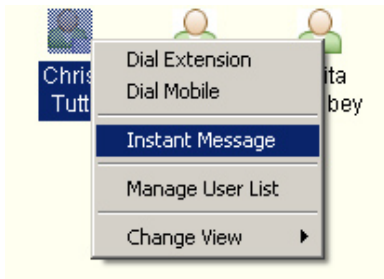 Chris
Tutt
ita
bey
Dial Extension
Dial Mobile
Instant Message
Manage User List
Change View